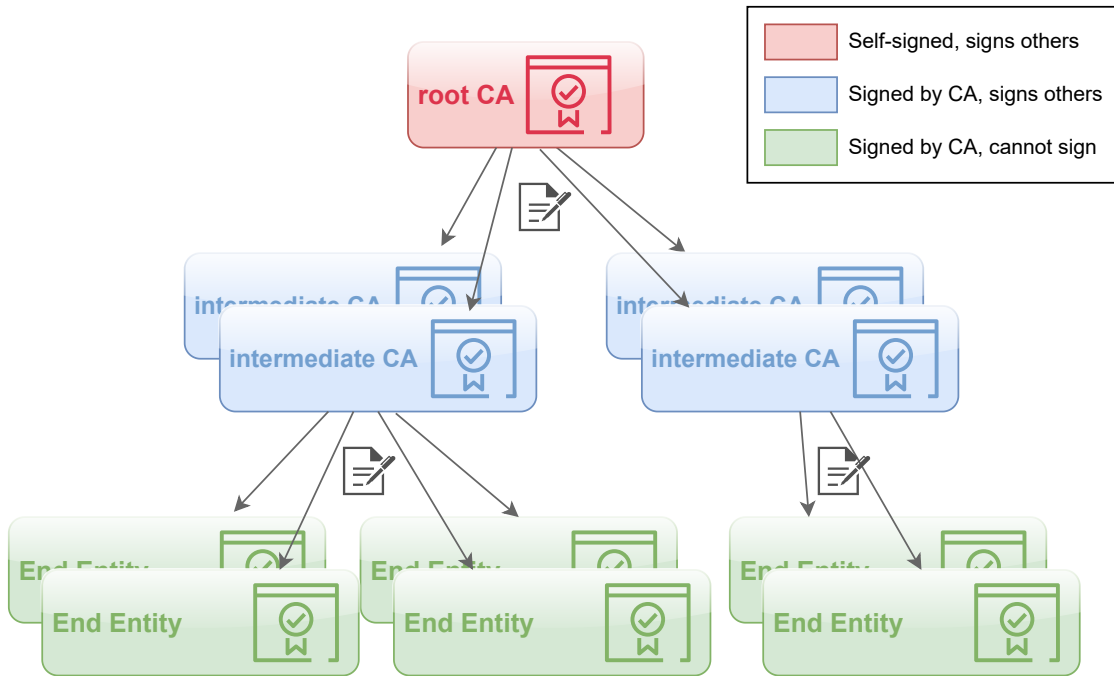 Self-signed, signs others
root CA
Signed by CA, signs others
Signed by CA, cannot sign
intermediate CA
intermediate CA
intermediate CA
intermediate CA
End Entity
End Entity
End Entity
End Entity
End Entity
End Entity